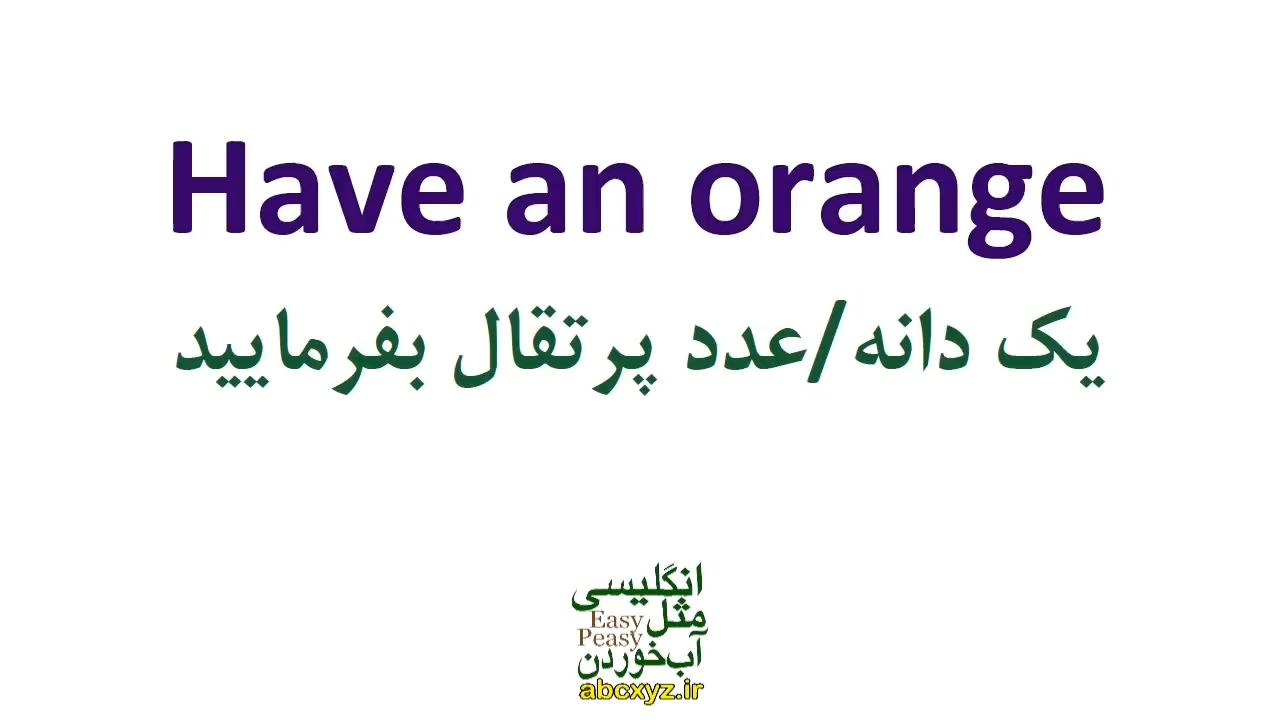 Have an orange
یک دانه/عدد پرتقال بفرمایید
انگلیسی
مثل
Easy
Peasy
آب‌خوردن
abcxyz.ir